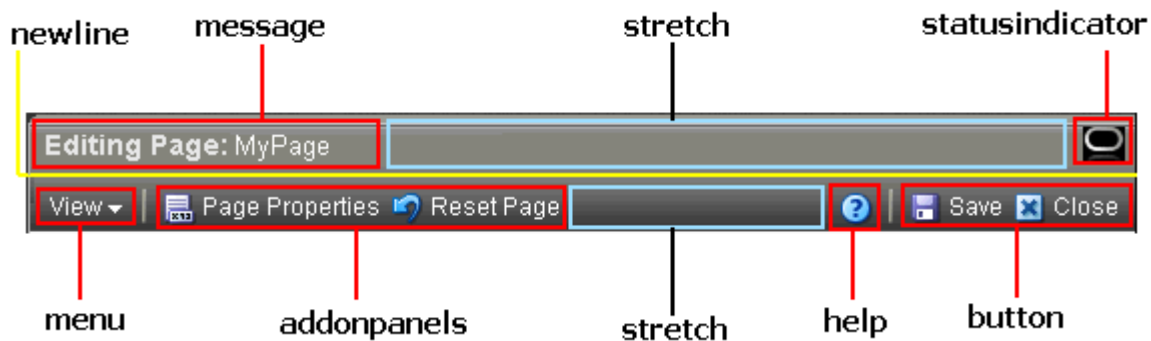 newline message stretch statusindicator
Editing Page: MyPage
View Page Properties Reset Page ? Save Close
menu addonpanels stretch help button